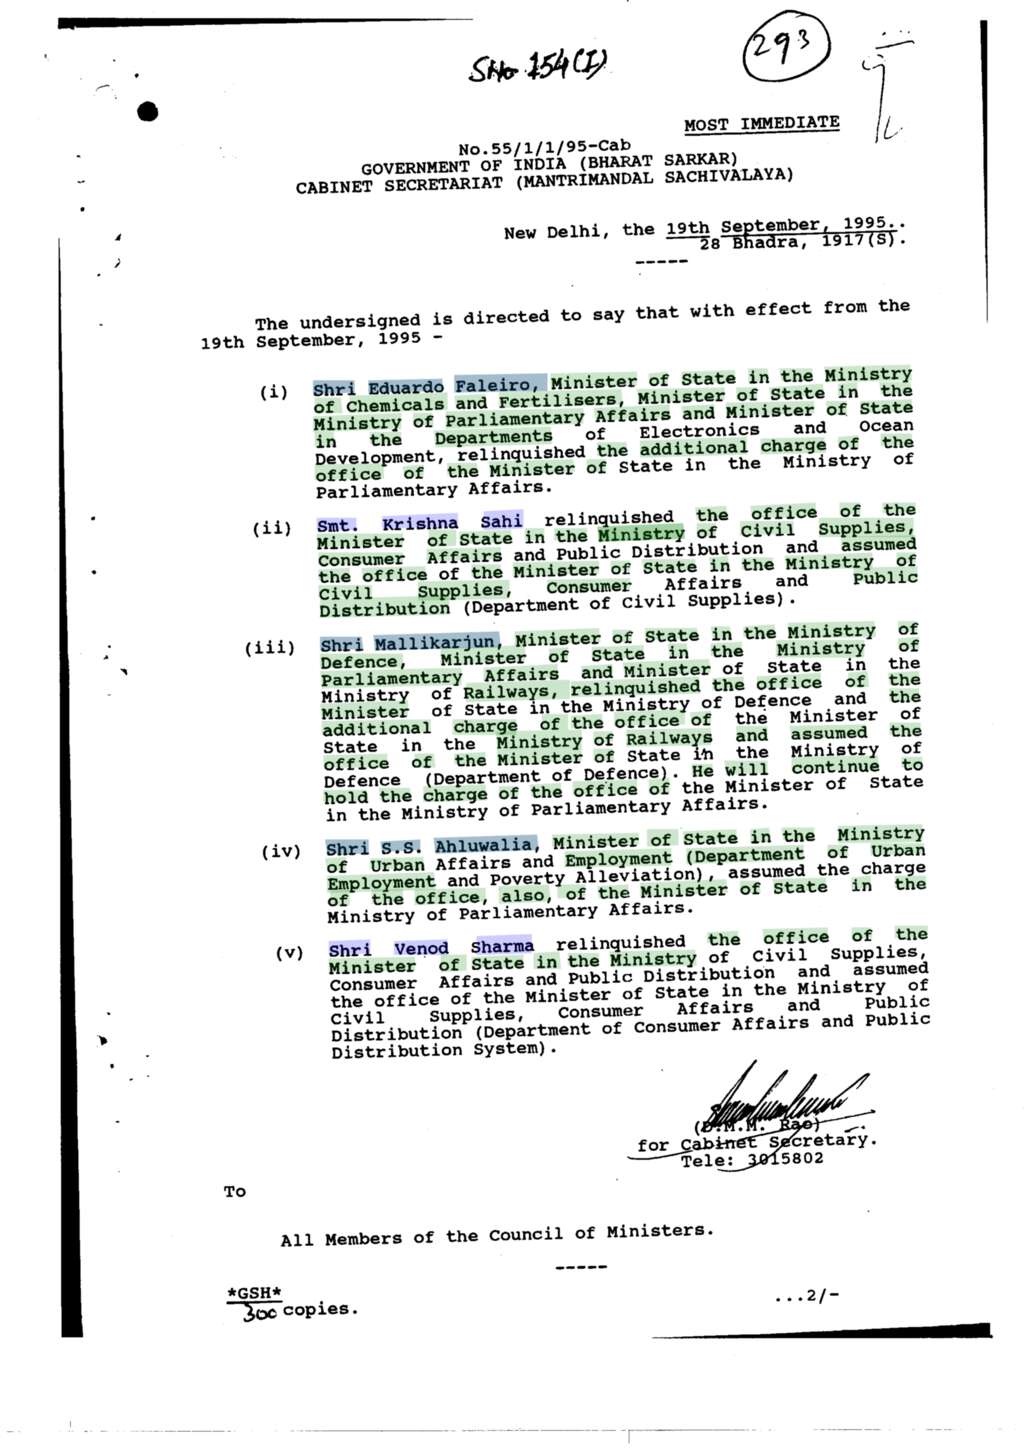 SNo 154(I)
293
MOST IMMEDIATE
No.55/1/1/95-Cab
GOVERNMENT OF INDIA (BHARAT SARKAR)
CABINET SECRETARIAT (MANTRIMANDAL SACHIVALAYA)
New Delhi, the 19th September, 1995..
28 Bhadra, 1917(S).
-----
The undersigned is directed to say that with effect from the
19th September, 1995 -
(i) Shri Eduardo Faleiro, Minister of State in the Ministry
of Chemicals and Fertilisers, Minister of State in the
Ministry of Parliamentary Affairs and Minister of State
in the Departments of Electronics and Ocean
Development, relinquished the additional charge of the
office of the Minister of State in the Ministry of
Parliamentary Affairs.
(ii) Smt. Krishna Sahi relinquished the office of the
Minister of State in the Ministry of Civil Supplies,
Consumer Affairs and Public Distribution and assumed
the office of the Minister of State in the Ministry of
Civil Supplies, Consumer Affairs and Public
Distribution (Department of Civil Supplies).
(iii) Shri Mallikarjun, Minister of State in the Ministry of
Defence, Minister of State in the Ministry of
Parliamentary Affairs and Minister of State in the
Ministry of Railways, relinquished the office of the
Minister of State in the Ministry of Defence and the
additional charge of the office of the Minister of
State in the Ministry of Railways and assumed the
office of the Minister of State in the Ministry of
Defence (Department of Defence). He will continue to
hold the charge of the office of the Minister of State
in the Ministry of Parliamentary Affairs.
(iv) Shri S.S. Ahluwalia, Minister of State in the Ministry
of Urban Affairs and Employment (Department of Urban
Employment and Poverty Alleviation), assumed the charge
of the office, also, of the Minister of State in the
Ministry of Parliamentary Affairs.
(v) Shri Venod Sharma relinquished the office of the
Minister of State in the Ministry of Civil Supplies,
Consumer Affairs and Public Distribution and assumed
the office of the Minister of State in the Ministry of
Civil Supplies, Consumer Affairs and Public
Distribution (Department of Consumer Affairs and Public
Distribution System).
(D.M.M. Rao)
for Cabinet Secretary.
Tele: 3015802
To
All Members of the Council of Ministers.
-----
*GSH*
300 copies.
...2/-